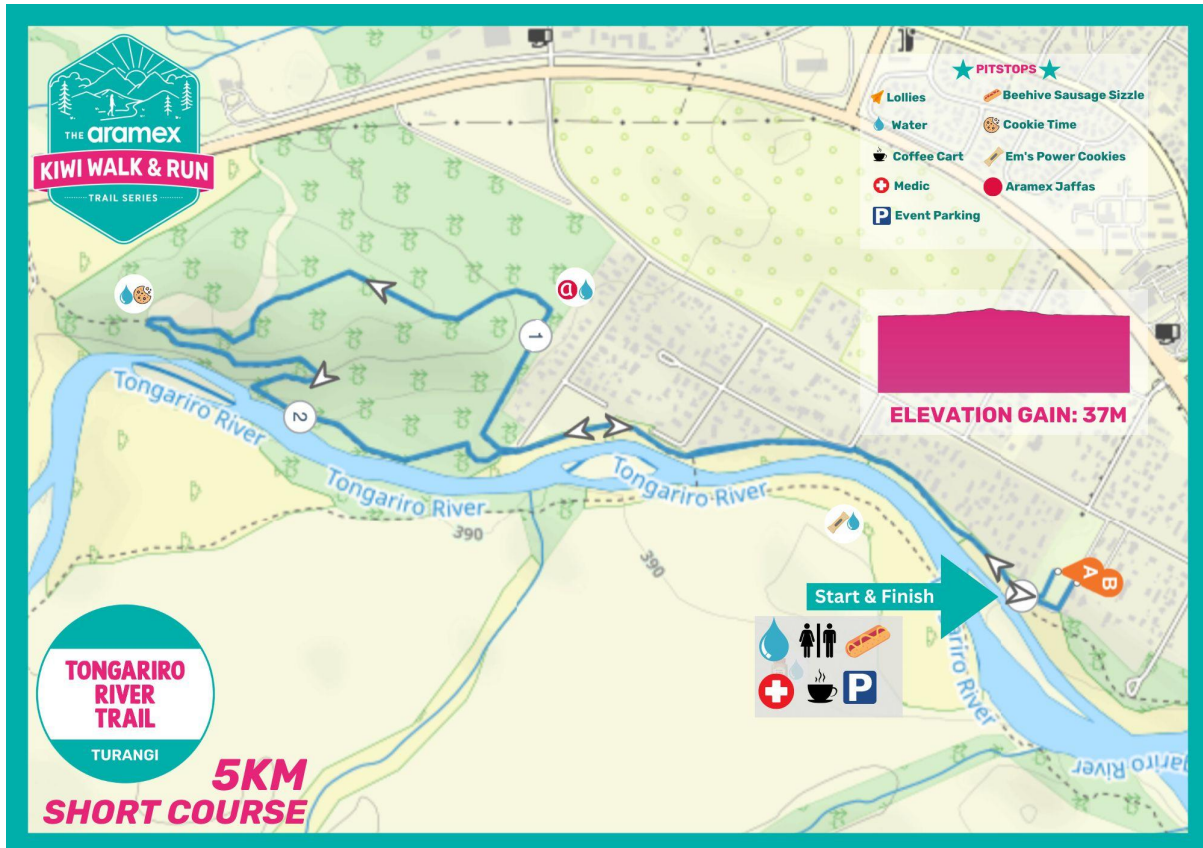 THE aramex
KIWI WALK & RUN
TRAIL SERIES
PITSTOPS
Lollies
Beehive Sausage Sizzle
Water
Cookie Time
Coffee Cart
Em's Power Cookies
Medic
Aramex Jaffas
P Event Parking
a
1
2
ELEVATION GAIN: 37M
Tongariro River
Tongariro River
Tongariro River
390
390
A
B
Start & Finish
P
River
River
TONGARIRO
RIVER
TRAIL
TURANGI
5KM
SHORT COURSE